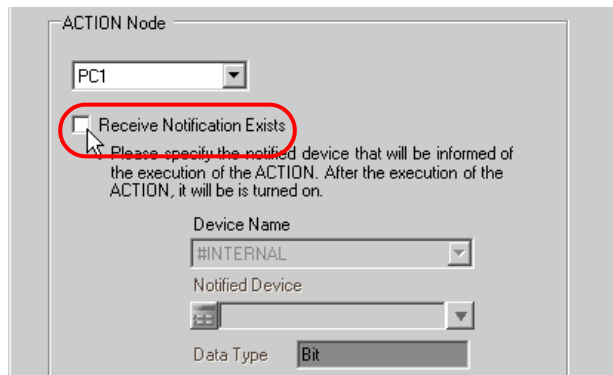 ACTION Node
PC1
Receive Notification Exists
Please specify the notified device that will be informed of
the execution of the ACTION. After the execution of the
ACTION, it will be is turned on.
Device Name
#INTERNAL
Notified Device
Data Type Bit